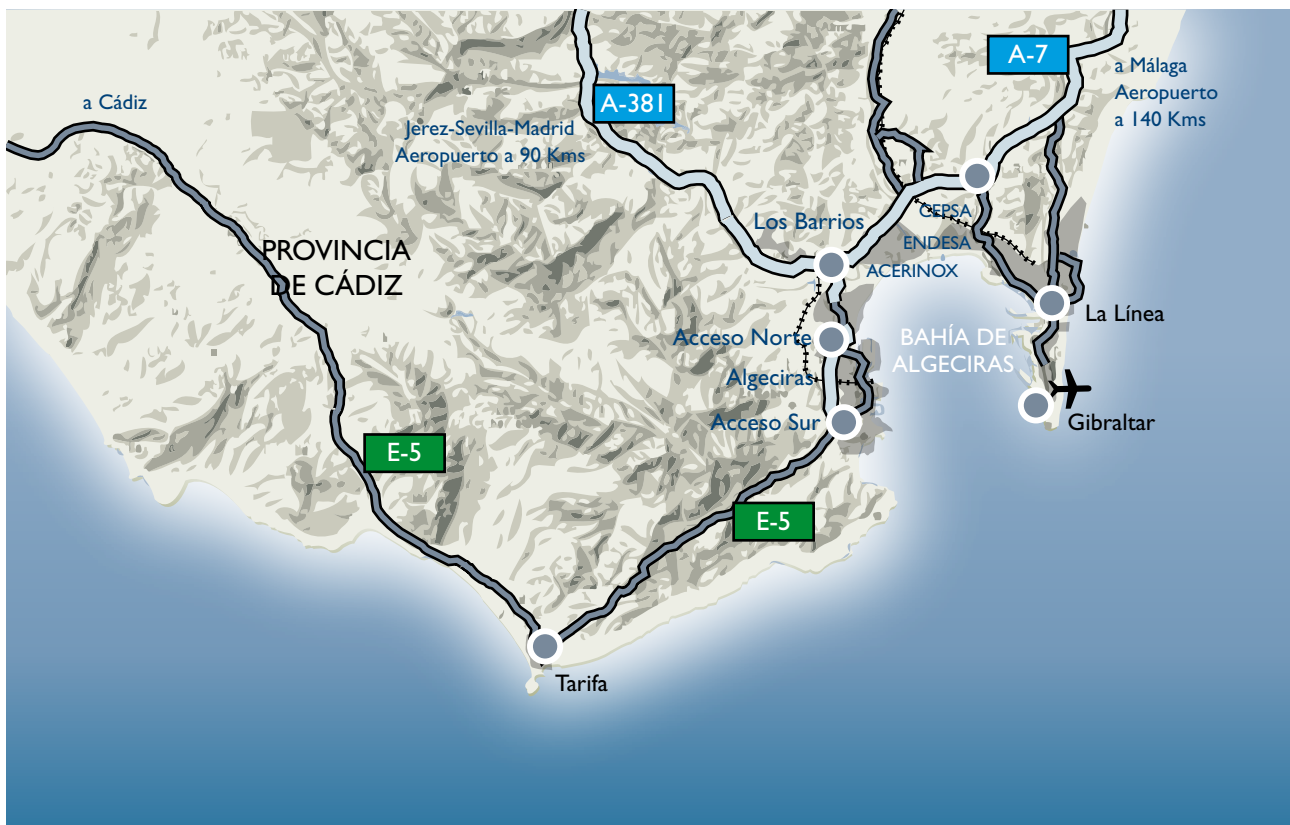 A-7
a Málaga
Aeropuerto
a 140 Kms
a Cádiz
A-381
Jerez-Sevilla-Madrid
Aeropuerto a 90 Kms
CEPSA
Los Barrios
ENDESA
ACERINOX
PROVINCIA
DE CÁDIZ
La Línea
Acceso Norte
BAHÍA DE
ALGECIRAS
Algeciras
Acceso Sur
Gibraltar
E-5
E-5
Tarifa